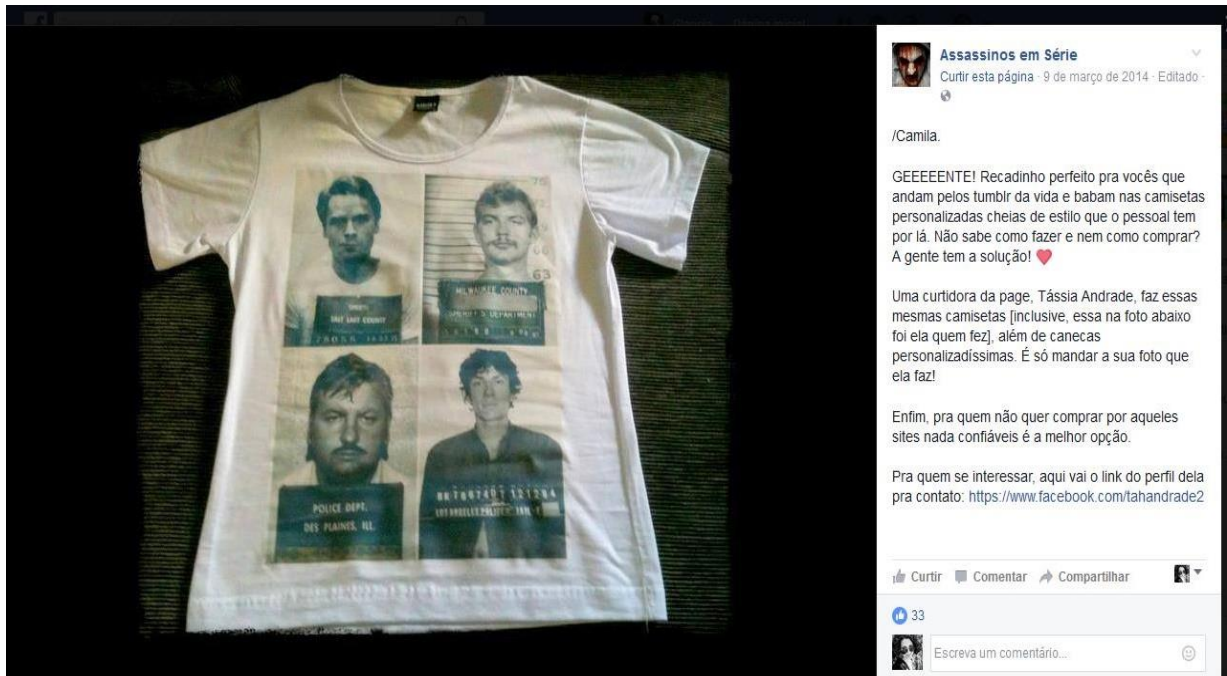 Assassinos em Série
Curtir esta página · 9 de março de 2014 · Editado ·
/Camila.
GEEEEENTE! Recadinho perfeito pra vocês que
andam pelos tumblr da vida e babam nas camisetas
personalizadas cheias de estilo que o pessoal tem
por lá. Não sabe como fazer e nem como comprar?
A gente tem a solução! ❤
Uma curtidora da page, Tássia Andrade, faz essas
mesmas camisetas [inclusive, essa na foto abaixo
foi ela quem fez], além de canecas
personalizadíssimas. É só mandar a sua foto que
ela faz!
Enfim, pra quem não quer comprar por aqueles
sites nada confiáveis é a melhor opção.
Pra quem se interessar, aqui vai o link do perfil dela
pra contato: https://www.facebook.com/tahandrade2
Curtir Comentar Compartilhar
33
Escreva um comentário...
SALT LAKE COUNTY
MILWAUKEE COUNTY
SHERIFF'S DEPARTMENT
63
POLICE DEPT.
DES PLAINES, ILL.